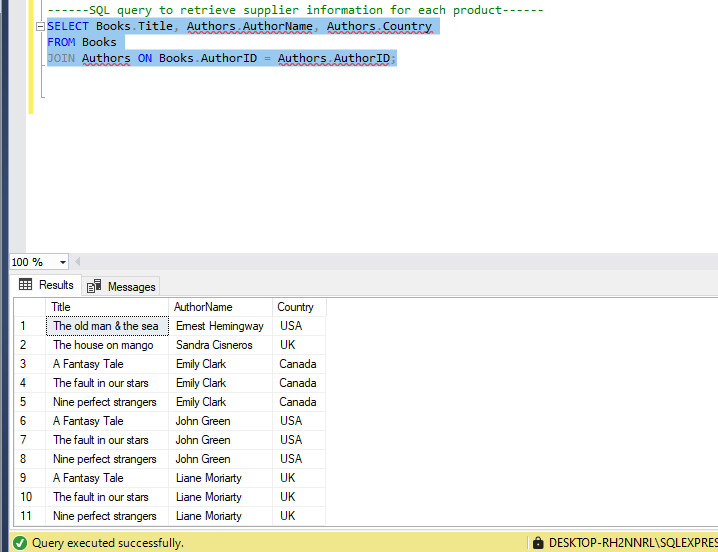 ------SQL query to retrieve supplier information for each product------
SELECT Books.Title, Authors.AuthorName, Authors.Country
FROM Books
JOIN Authors ON Books.AuthorID = Authors.AuthorID;
100 %
Results Messages
Title AuthorName Country
1 The old man & the sea Ernest Hemingway USA
2 The house on mango Sandra Cisneros UK
3 A Fantasy Tale Emily Clark Canada
4 The fault in our stars Emily Clark Canada
5 Nine perfect strangers Emily Clark Canada
6 A Fantasy Tale John Green USA
7 The fault in our stars John Green USA
8 Nine perfect strangers John Green USA
9 A Fantasy Tale Liane Moriarty UK
10 The fault in our stars Liane Moriarty UK
11 Nine perfect strangers Liane Moriarty UK
Query executed successfully. DESKTOP-RH2NNRL\SQLEXPRES